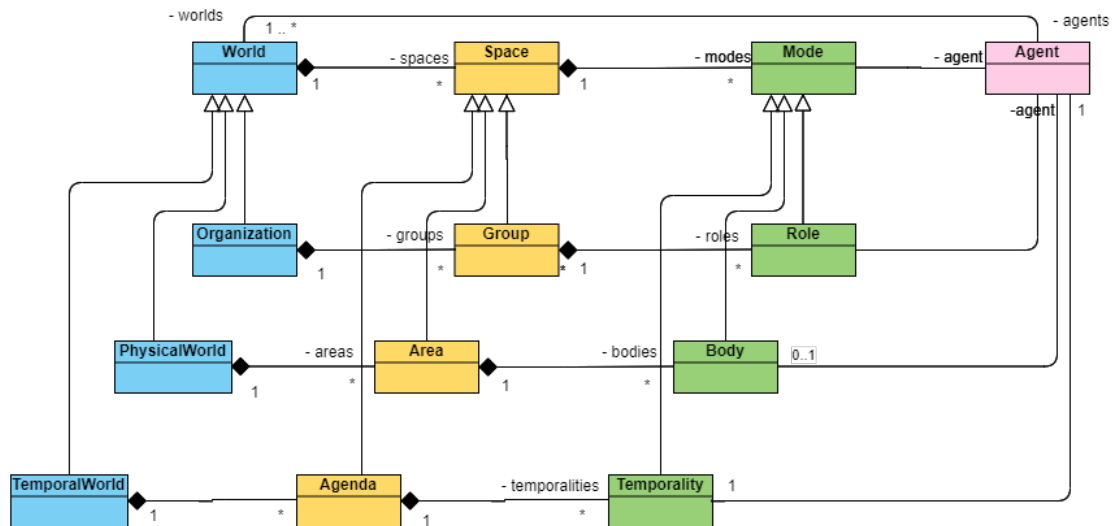 - worlds
- agents
1 .. *
World
Space
Mode
Agent
- spaces
- modes
- agent
1
*
1
*
-agent
1
Organization
Group
Role
- groups
- roles
1
*
*
1
*
PhysicalWorld
Area
Body
- areas
- bodies
0..1
1
*
1
*
TemporalWorld
Agenda
Temporality
- temporalities
1
1
*
1
*